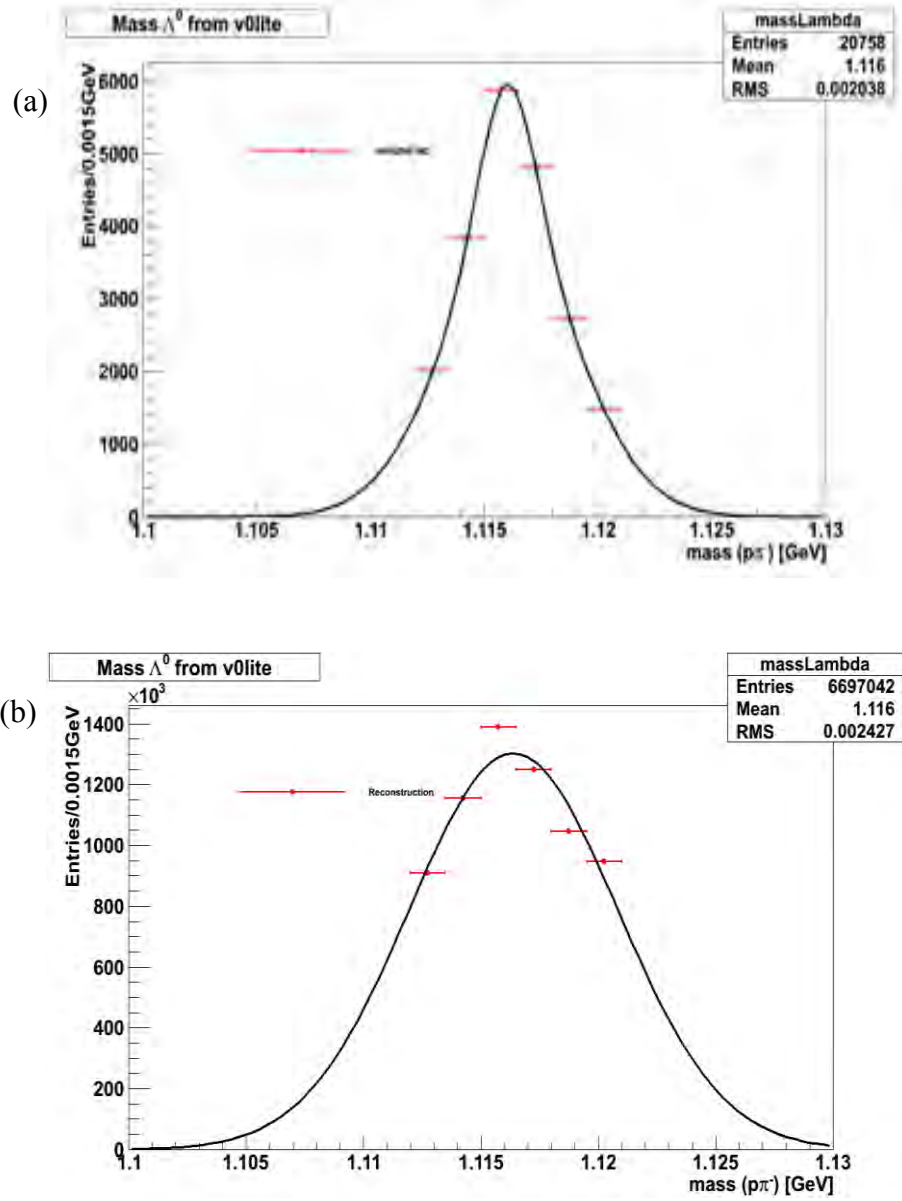 Mass Λ⁰ from v0lite
massLambda
Entries 20758
Mean 1.116
RMS 0.002038
(a)
Entries/0.0015GeV
6000
5000
4000
3000
2000
1000
0
1.1 1.105 1.11 1.115 1.12 1.125 1.13
mass (pπ⁻) [GeV]
Mass Λ⁰ from v0lite
massLambda
Entries 6697042
Mean 1.116
RMS 0.002427
(b)
×10³
Entries/0.0015GeV
1400
1200
1000
800
600
400
200
0
Reconstruction
1.1 1.105 1.11 1.115 1.12 1.125 1.13
mass (pπ⁻) [GeV]